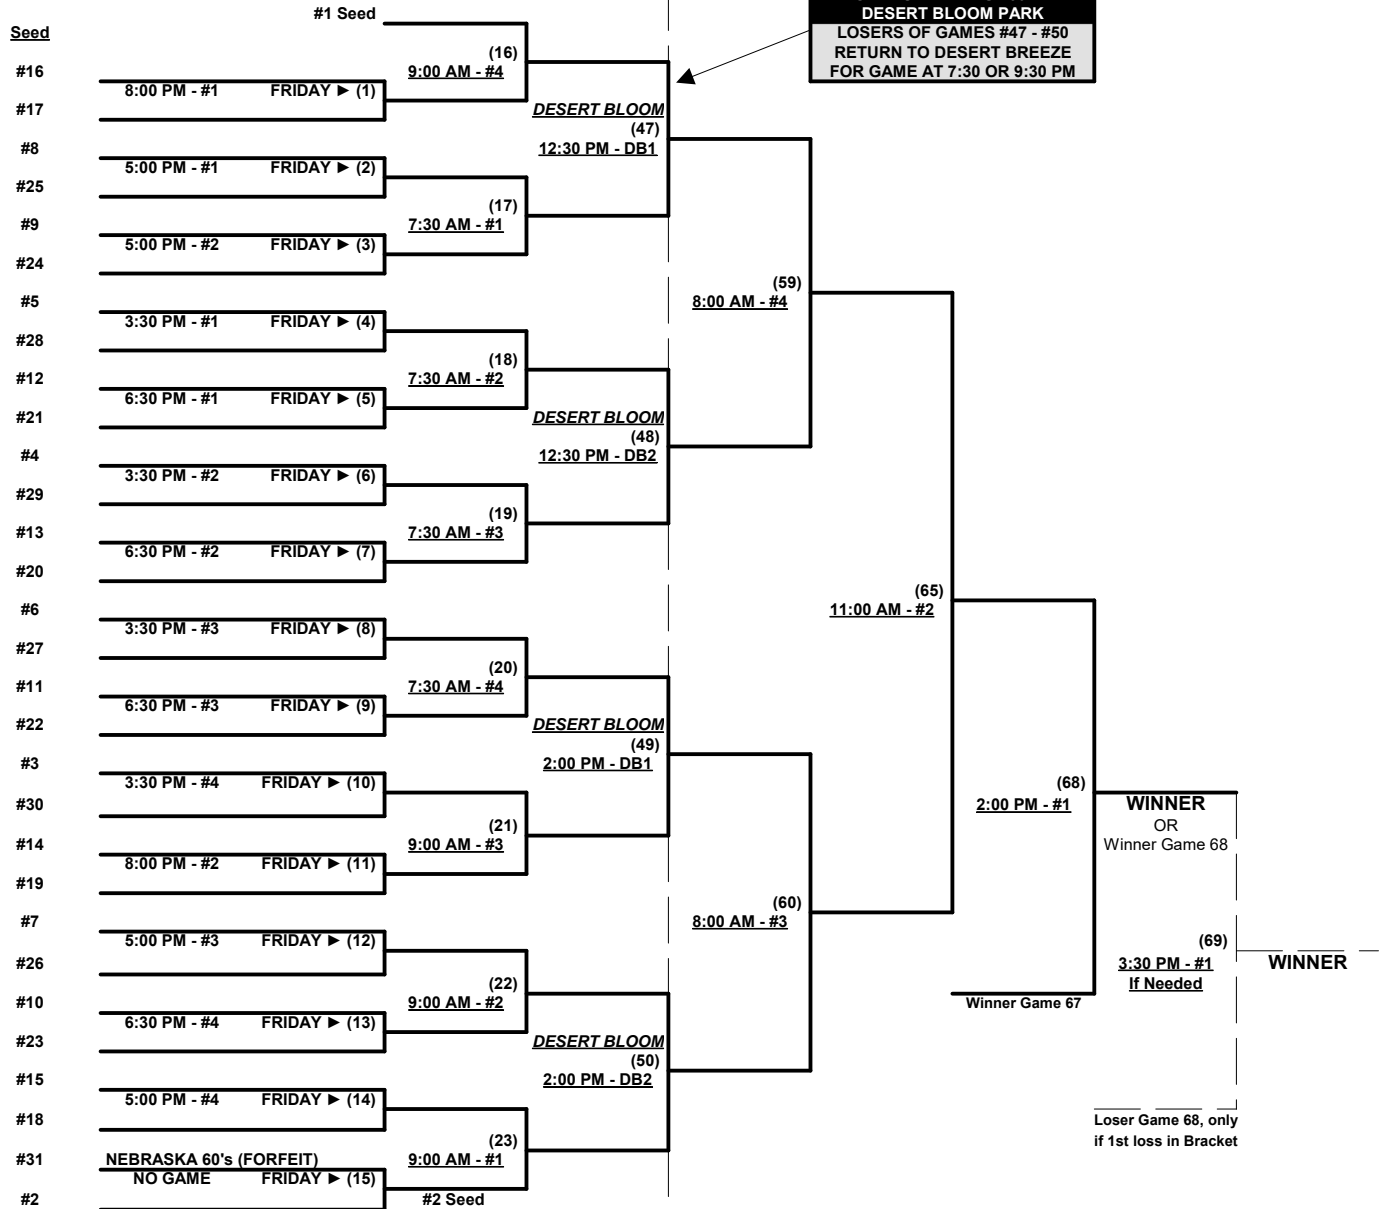 #1 Seed
DESERT BLOOM PARK
LOSERS OF GAMES #47 - #50
RETURN TO DESERT BREEZE
FOR GAME AT 7:30 OR 9:30 PM
Seed
(16)
9:00 AM - #4
#16
8:00 PM - #1 FRIDAY ► (1)
#17
DESERT BLOOM
(47)
12:30 PM - DB1
#8
5:00 PM - #1 FRIDAY ► (2)
#25
(17)
7:30 AM - #1
#9
5:00 PM - #2 FRIDAY ► (3)
#24
(59)
8:00 AM - #4
#5
3:30 PM - #1 FRIDAY ► (4)
#28
(18)
7:30 AM - #2
#12
6:30 PM - #1 FRIDAY ► (5)
#21
DESERT BLOOM
(48)
12:30 PM - DB2
#4
3:30 PM - #2 FRIDAY ► (6)
#29
(19)
7:30 AM - #3
#13
6:30 PM - #2 FRIDAY ► (7)
#20
(65)
11:00 AM - #2
#6
3:30 PM - #3 FRIDAY ► (8)
#27
(20)
7:30 AM - #4
#11
6:30 PM - #3 FRIDAY ► (9)
#22
DESERT BLOOM
(49)
2:00 PM - DB1
#3
3:30 PM - #4 FRIDAY ► (10)
#30
(68)
2:00 PM - #1
WINNER
OR
Winner Game 68
(21)
9:00 AM - #3
#14
8:00 PM - #2 FRIDAY ► (11)
#19
(60)
8:00 AM - #3
#7
5:00 PM - #3 FRIDAY ► (12)
#26
(69)
3:30 PM - #1
If Needed
WINNER
(22)
9:00 AM - #2
Winner Game 67
#10
6:30 PM - #4 FRIDAY ► (13)
#23
DESERT BLOOM
(50)
2:00 PM - DB2
#15
5:00 PM - #4 FRIDAY ► (14)
#18
Loser Game 68, only
if 1st loss in Bracket
(23)
9:00 AM - #1
#31
NEBRASKA 60's (FORFEIT)
NO GAME FRIDAY ► (15)
#2
#2 Seed